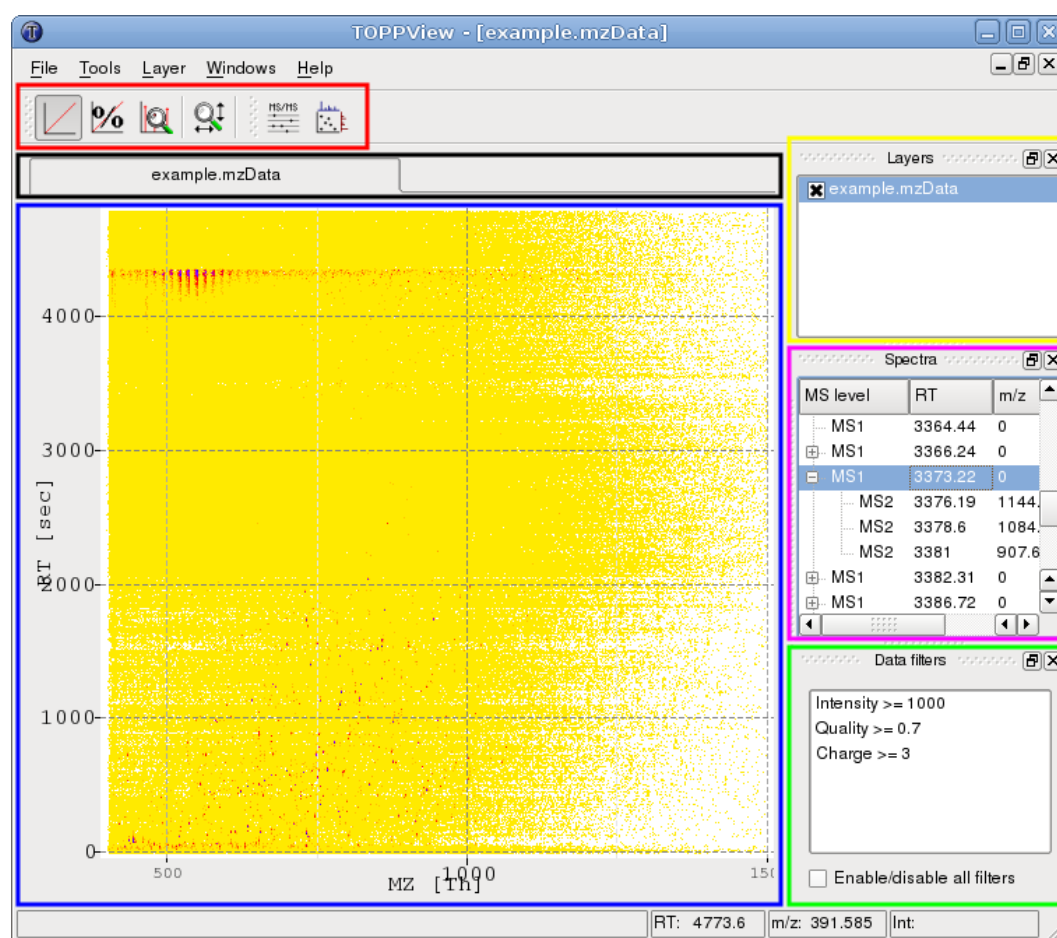 TOPPView - [example.mzData]
File Tools Layer Windows Help
% MS/MS
example.mzData
Layers
example.mzData
Spectra
MS level RT m/z
MS1 3364.44 0
MS1 3366.24 0
MS1 3373.22 0
MS2 3376.19 1144.
MS2 3378.6 1084.
MS2 3381 907.6
MS1 3382.31 0
MS1 3386.72 0
Data filters
Intensity >= 1000
Quality >= 0.7
Charge >= 3
Enable/disable all filters
4000
3000
2000
1000
0
RT [sec]
500 1000 150
MZ [Th]
RT: 4773.6 m/z: 391.585 Int: